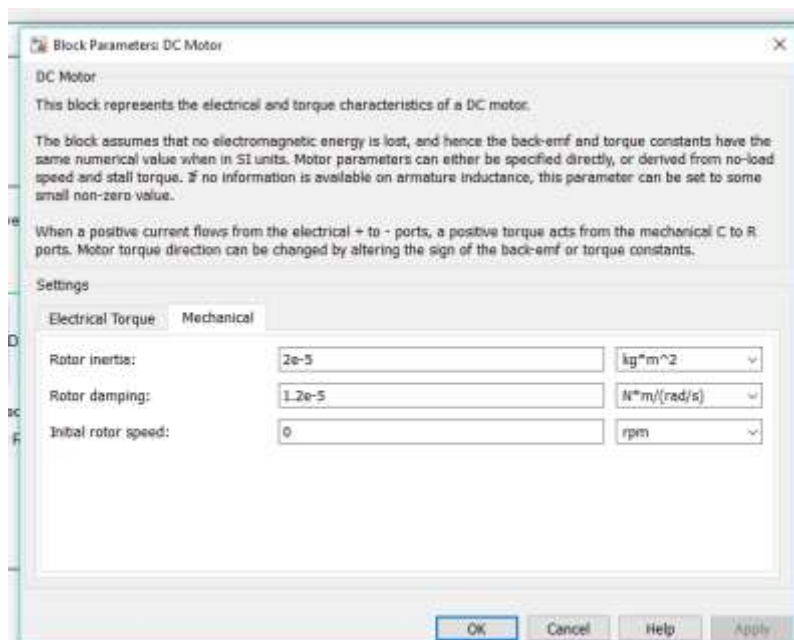 Block Parameters: DC Motor
DC Motor
This block represents the electrical and torque characteristics of a DC motor.
The block assumes that no electromagnetic energy is lost, and hence the back-emf and torque constants have the
same numerical value when in SI units. Motor parameters can either be specified directly, or derived from no-load
speed and stall torque. If no information is available on armature inductance, this parameter can be set to some
small non-zero value.
When a positive current flows from the electrical + to - ports, a positive torque acts from the mechanical C to R
ports. Motor torque direction can be changed by altering the sign of the back-emf or torque constants.
Settings
Electrical Torque Mechanical
Rotor inertia: 2e-5 kg*m^2
Rotor damping: 1.2e-5 N*m/(rad/s)
Initial rotor speed: 0 rpm
OK Cancel Help Apply